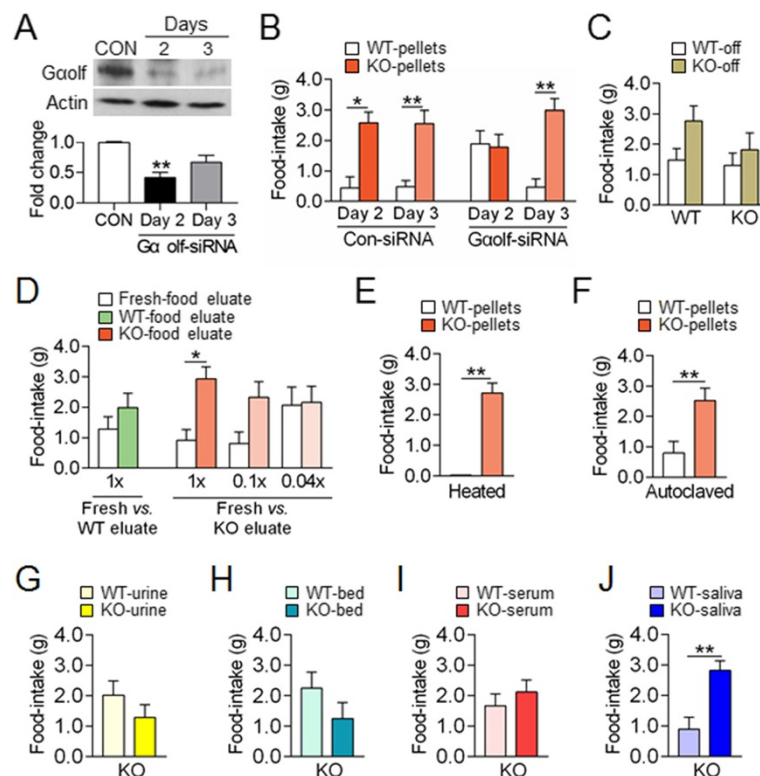 A
Days
CON 2 3
Gαolf
Actin
Fold change
1.0
0.5
0.0
CON
Day 2
Day 3
Gα olf-siRNA
B
WT-pellets
KO-pellets
Food-intake (g)
4.0
3.0
2.0
1.0
0.0
*
**
**
Day 2 Day 3 Day 2 Day 3
Con-siRNA Gαolf-siRNA
C
WT-off
KO-off
Food-intake (g)
4.0
3.0
2.0
1.0
0.0
WT KO
D
Fresh-food eluate
WT-food eluate
KO-food eluate
Food-intake (g)
4.0
3.0
2.0
1.0
0.0
*
1x 1x 0.1x 0.04x
Fresh vs.
WT eluate
Fresh vs.
KO eluate
E
WT-pellets
KO-pellets
Food-intake (g)
4.0
3.0
2.0
1.0
0.0
**
Heated
F
WT-pellets
KO-pellets
Food-intake (g)
4.0
3.0
2.0
1.0
0.0
**
Autoclaved
G
WT-urine
KO-urine
Food-intake (g)
4.0
3.0
2.0
1.0
0.0
KO
H
WT-bed
KO-bed
Food-intake (g)
4.0
3.0
2.0
1.0
0.0
KO
I
WT-serum
KO-serum
Food-intake (g)
4.0
3.0
2.0
1.0
0.0
KO
J
WT-saliva
KO-saliva
Food-intake (g)
4.0
3.0
2.0
1.0
0.0
**
KO